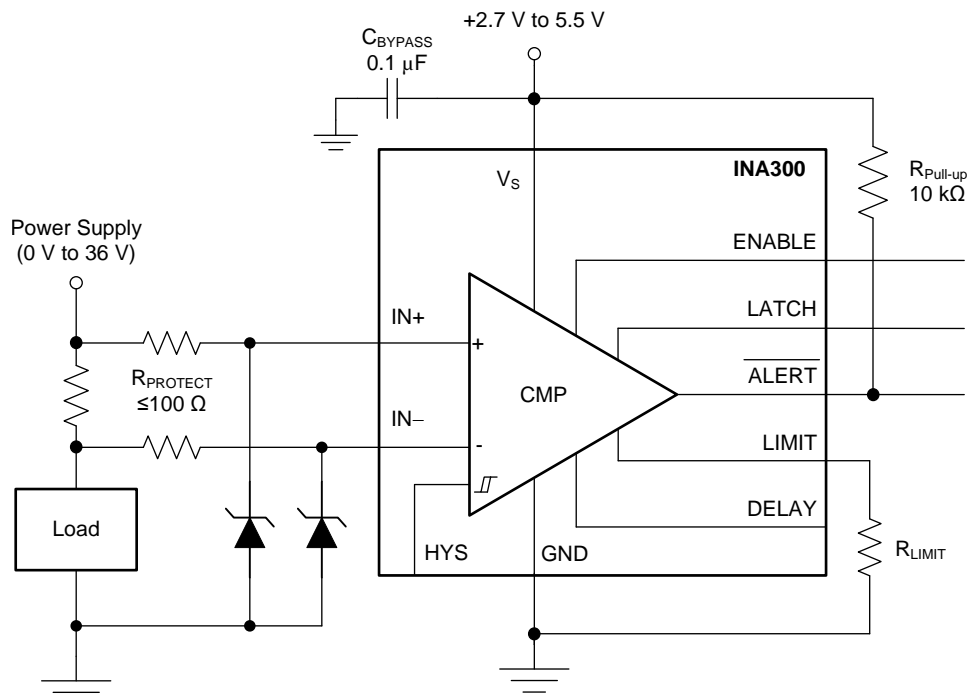 +2.7 V to 5.5 V
CBYPASS
0.1 μF
INA300
VS
RPull-up
10 kΩ
Power Supply
(0 V to 36 V)
ENABLE
IN+
LATCH
+
RPROTECT
≤100 Ω
ALERT
CMP
IN−
LIMIT
-
Load
DELAY
HYS
GND
RLIMIT